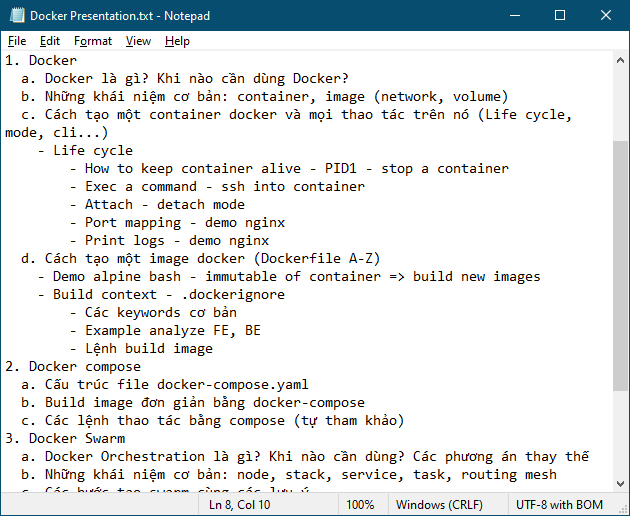 Docker Presentation.txt - Notepad
File Edit Format View Help
1. Docker
a. Docker là gì? Khi nào cần dùng Docker?
b. Những khái niệm cơ bản: container, image (network, volume)
c. Cách tạo một container docker và mọi thao tác trên nó (Life cycle,
mode, cli...)
- Life cycle
- How to keep container alive - PID1 - stop a container
- Exec a command - ssh into container
- Attach - detach mode
- Port mapping - demo nginx
- Print logs - demo nginx
d. Cách tạo một image docker (Dockerfile A-Z)
- Demo alpine bash - immutable of container => build new images
- Build context - .dockerignore
- Các keywords cơ bản
- Example analyze FE, BE
- Lệnh build image
2. Docker compose
a. Cấu trúc file docker-compose.yaml
b. Build image đơn giản bằng docker-compose
c. Các lệnh thao tác bằng compose (tự tham khảo)
3. Docker Swarm
a. Docker Orchestration là gì? Khi nào cần dùng? Các phương án thay thế
b. Những khái niệm cơ bản: node, stack, service, task, routing mesh
c. Các bước tạo swarm cùng các lưu ý
Ln 8, Col 10 100% Windows (CRLF) UTF-8 with BOM